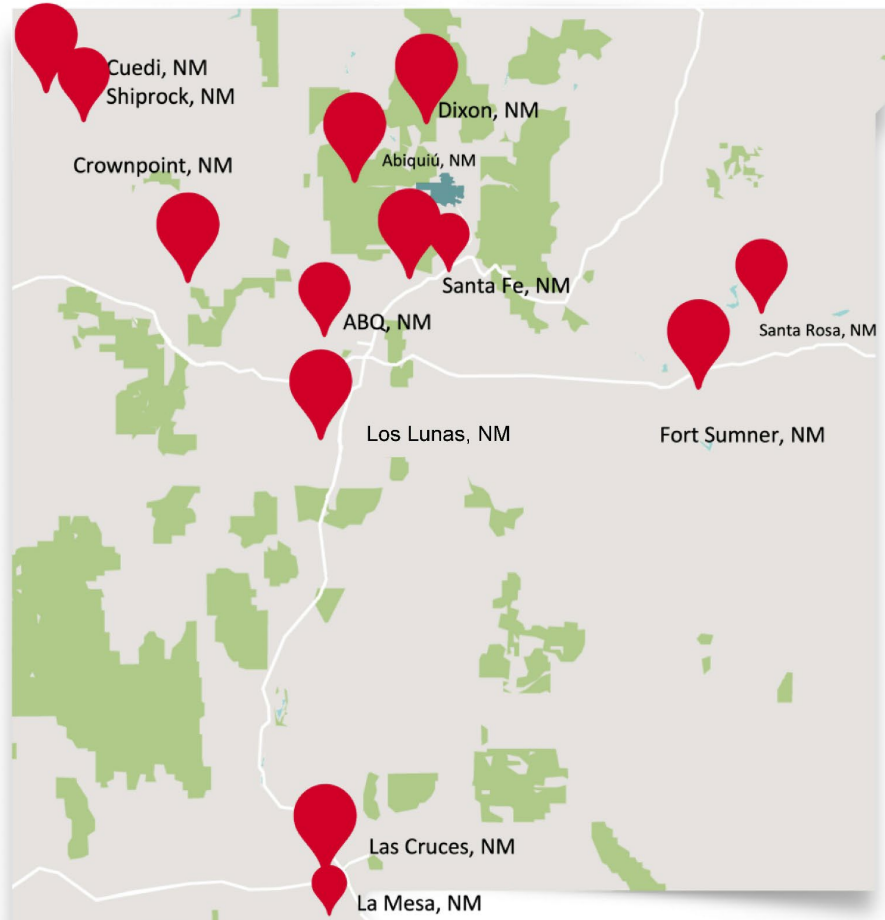 Cuedi, NM
Shiprock, NM
Dixon, NM
Crownpoint, NM
Abiquiú, NM
Santa Fe, NM
ABQ, NM
Santa Rosa, NM
Los Lunas, NM
Fort Sumner, NM
Las Cruces, NM
La Mesa, NM